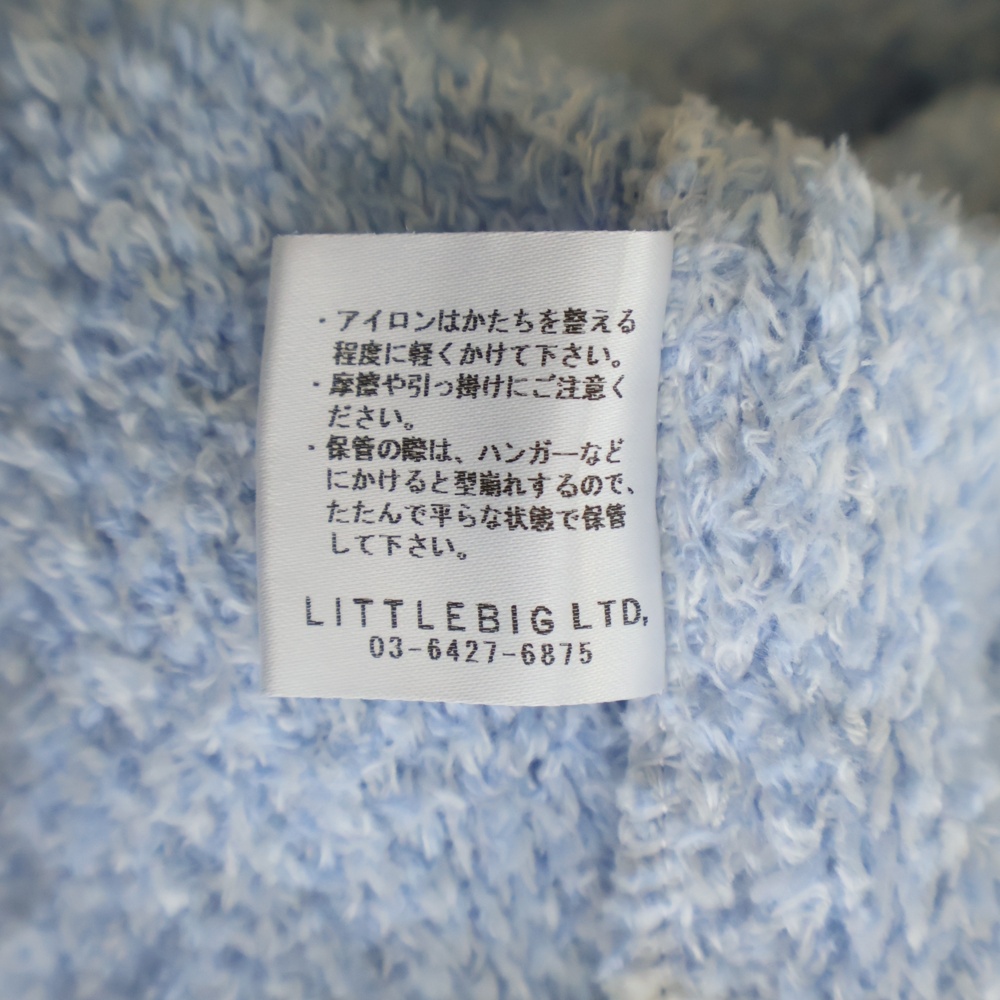 ・アイロンはかたちを整える
程度に軽くかけて下さい。
・摩擦や引っ掛けにご注意く
ださい。
・保管の際は、ハンガーなど
にかけると型崩れするので、
たたんで平らな状態で保管
して下さい。
LITTLEBIG LTD,
03-6427-6875